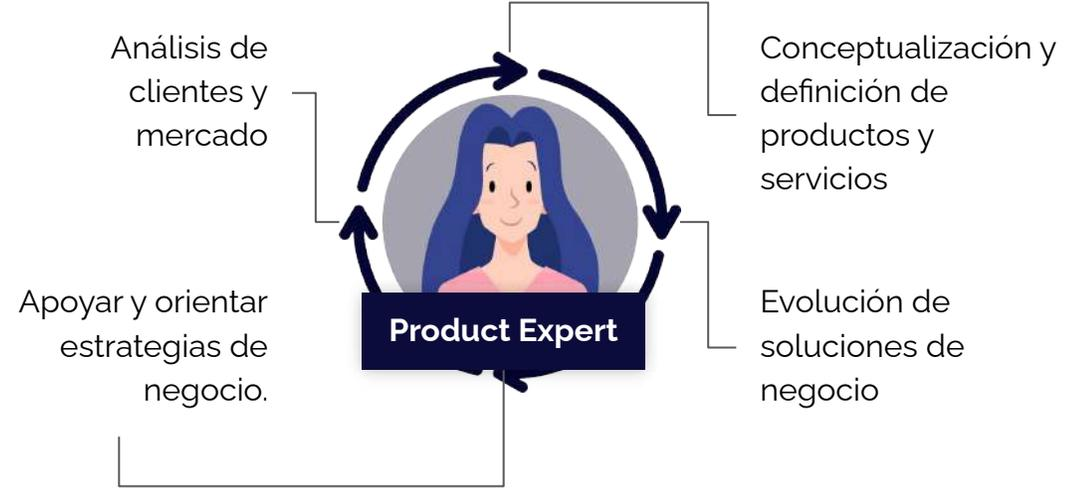 Análisis de
clientes y
mercado
Conceptualización y
definición de
productos y
servicios
Product Expert
Apoyar y orientar
estrategias de
negocio.
Evolución de
soluciones de
negocio